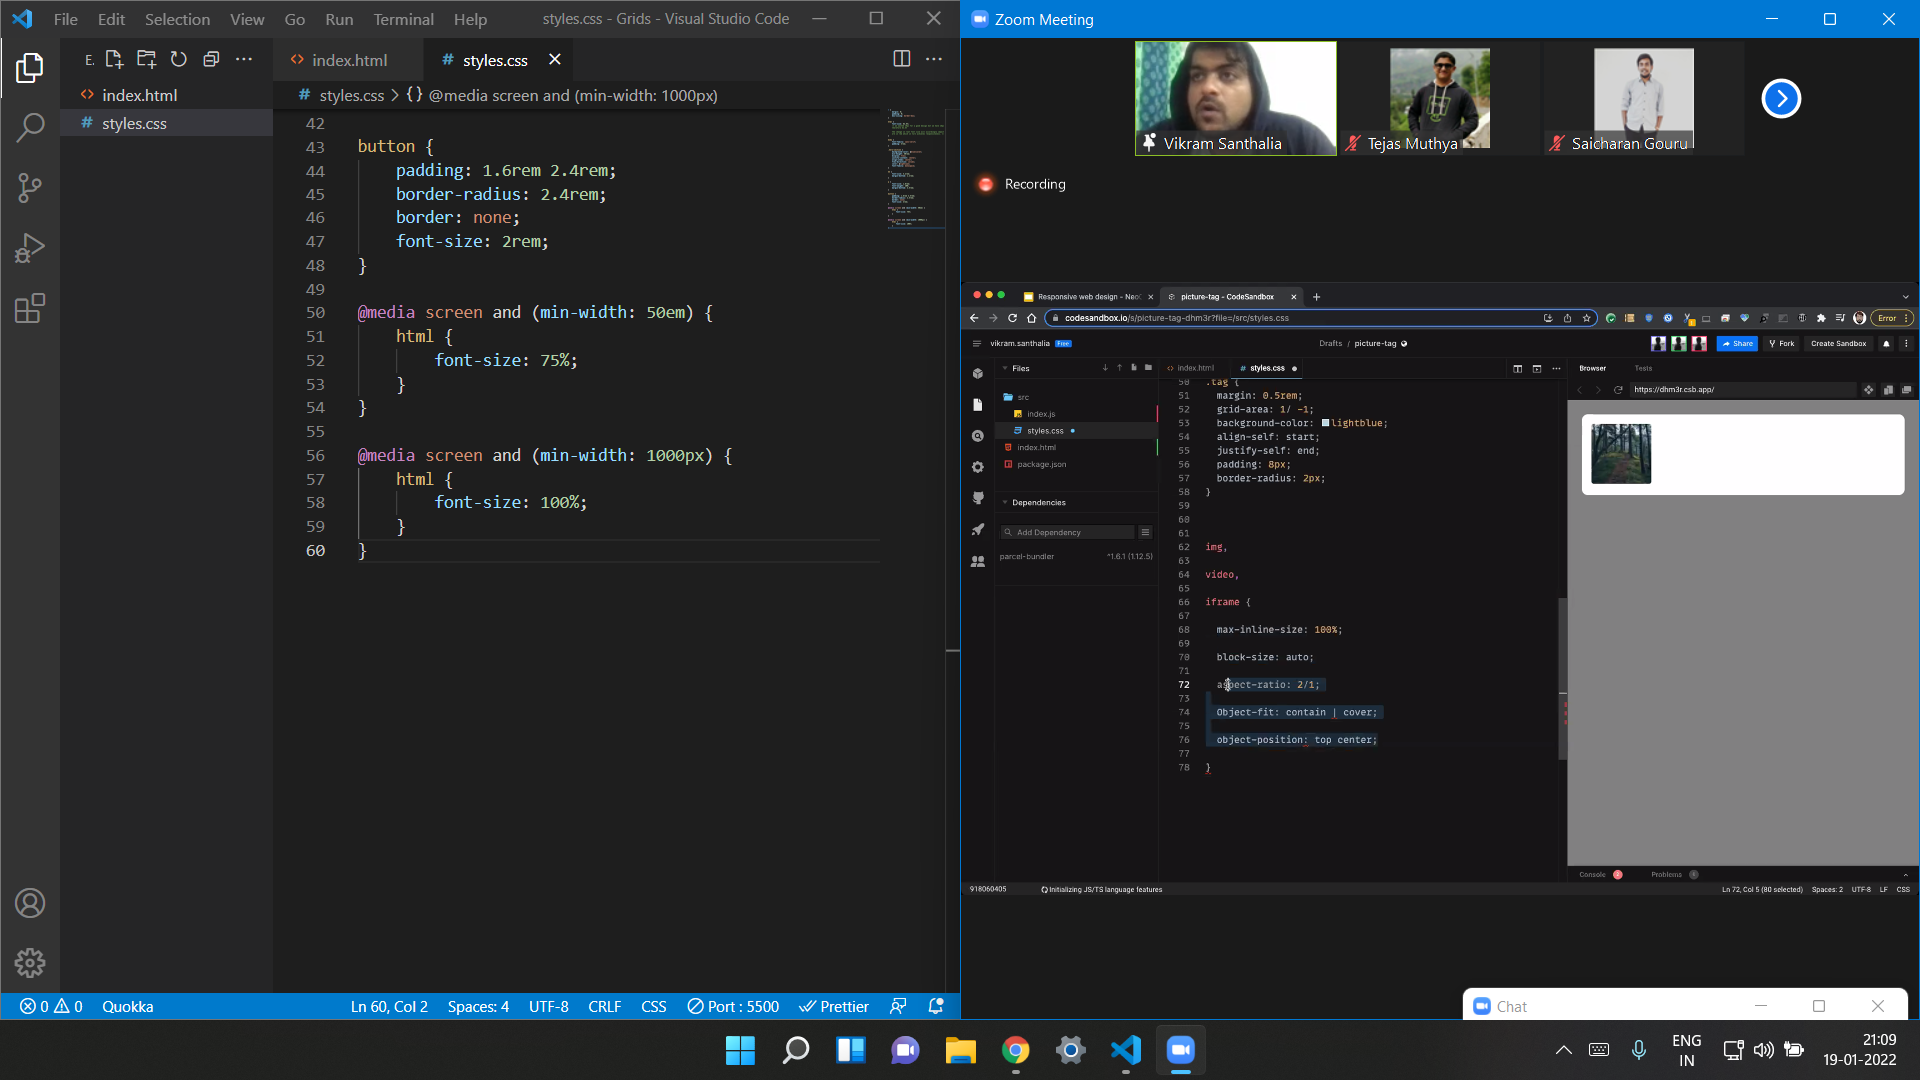 File Edit Selection View Go Run Terminal Help
styles.css - Grids - Visual Studio Code
E.
index.html
styles.css
index.html
styles.css
styles.css > {} @media screen and (min-width: 1000px)
42
43 button {
44 padding: 1.6rem 2.4rem;
45 border-radius: 2.4rem;
46 border: none;
47 font-size: 2rem;
48 }
49
50 @media screen and (min-width: 50em) {
51 html {
52 font-size: 75%;
53 }
54 }
55
56 @media screen and (min-width: 1000px) {
57 html {
58 font-size: 100%;
59 }
60 }
0 0 Quokka
Ln 60, Col 2 Spaces: 4 UTF-8 CRLF CSS Port : 5500 Prettier
Zoom Meeting
Vikram Santhalia
Tejas Muthya
Saicharan Gouru
Recording
Responsive web design - Neo
picture-tag - CodeSandbox
codesandbox.io/s/picture-tag-dhm3r?file=/src/styles.css
Error
vikram.santhalia Free
Drafts / picture-tag
Share Fork Create Sandbox
Files
src
index.js
styles.css
index.html
package.json
Dependencies
Add Dependency
parcel-bundler ^1.6.1 (1.12.5)
index.html
styles.css
50 .tag {
51 margin: 0.5rem;
52 grid-area: 1/ -1;
53 background-color: lightblue;
54 align-self: start;
55 justify-self: end;
56 padding: 8px;
57 border-radius: 2px;
58 }
59
60
61
62 img,
63
64 video,
65
66 iframe {
67
68 max-inline-size: 100%;
69
70 block-size: auto;
71
72 aspect-ratio: 2/1;
73
74 Object-fit: contain | cover;
75
76 object-position: top center;
77
78 }
Browser Tests
https://dhm3r.csb.app/
Console Problems
918060405 Initializing JS/TS language features
Ln 72, Col 5 (80 selected) Spaces: 2 UTF-8 LF CSS
Chat
ENG
IN
21:09
19-01-2022